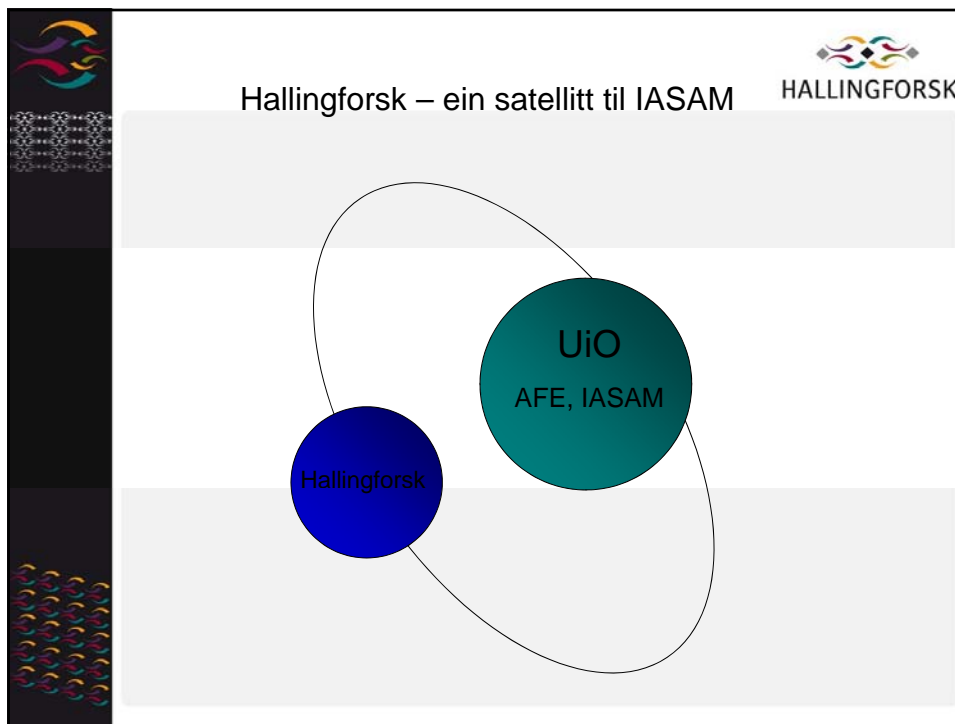 HALLINGFORSK
Hallingforsk – ein satellitt til IASAM
UiO
AFE, IASAM
Hallingforsk